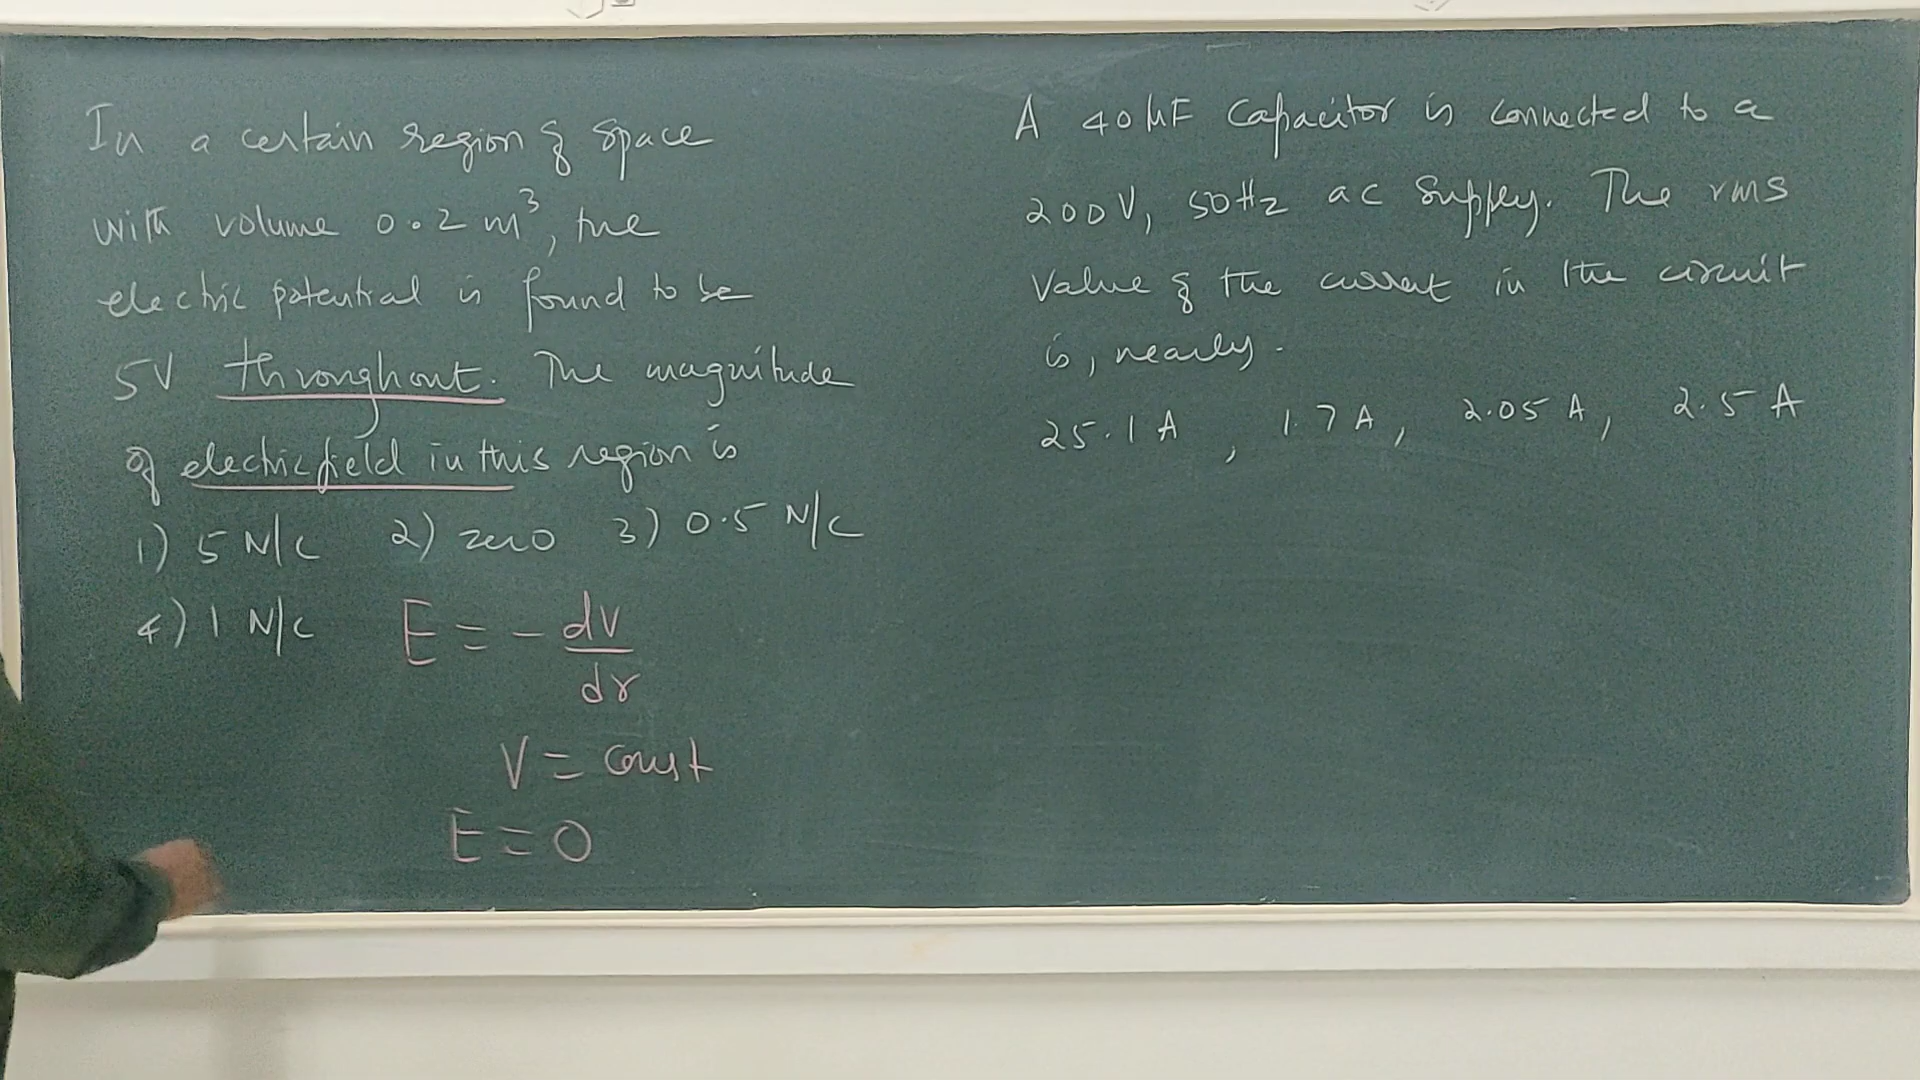 In a certain region of space
with volume 0.2 m³, the
electric potential is found to be
5V throughout. The magnitude
of electric field in this region is
1) 5 N/C 2) zero 3) 0.5 N/C
4) 1 N/C
E = - dV/dr
V = const
E = 0
A 40 μF Capacitor is connected to a
200V, 50Hz ac supply. The rms
value of the current in the circuit
is, nearly.
25.1 A, 1.7 A, 2.05 A, 2.5 A